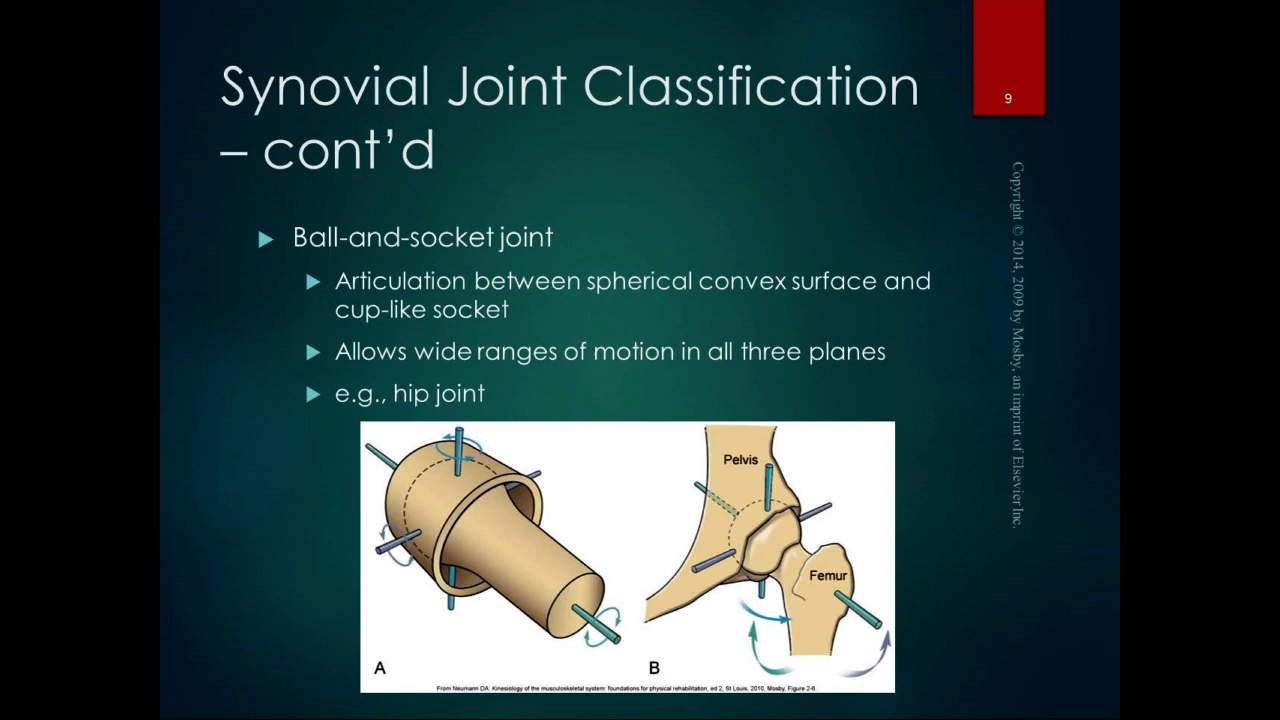 Synovial Joint Classification
– cont’d
9
Ball-and-socket joint
Articulation between spherical convex surface and
cup-like socket
Allows wide ranges of motion in all three planes
e.g., hip joint
Pelvis
Femur
A
B
From Neumann DA: Kinesiology of the musculoskeletal system: foundations for physical rehabilitation, ed 2, St Louis, 2010, Mosby, Figure 2-6.
Copyright © 2014, 2009 by Mosby, an imprint of Elsevier Inc.